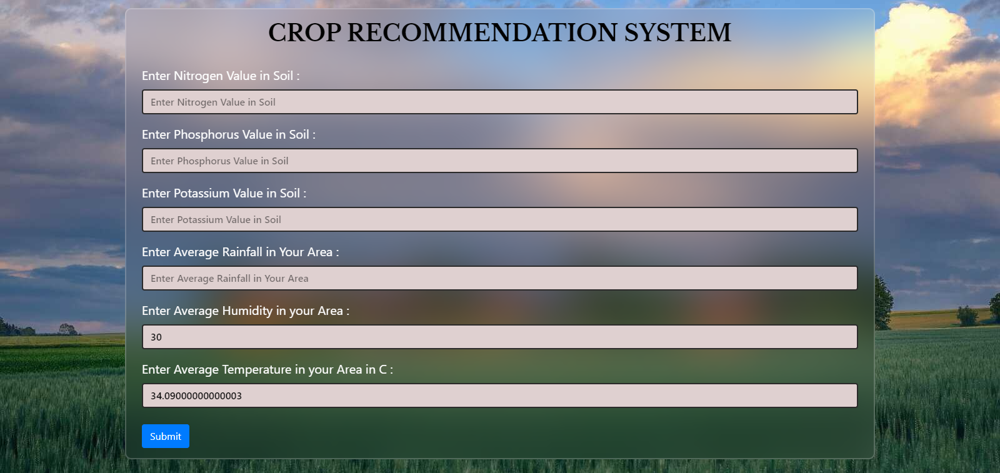 CROP RECOMMENDATION SYSTEM
Enter Nitrogen Value in Soil :
Enter Nitrogen Value in Soil
Enter Phosphorus Value in Soil :
Enter Phosphorus Value in Soil
Enter Potassium Value in Soil :
Enter Potassium Value in Soil
Enter Average Rainfall in Your Area :
Enter Average Rainfall in Your Area
Enter Average Humidity in your Area :
30
Enter Average Temperature in your Area in C :
34.09000000000003
Submit